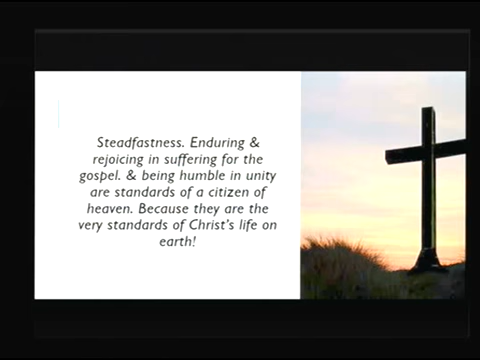 Steadfastness. Enduring &
rejoicing in suffering for the
gospel. & being humble in unity
are standards of a citizen of
heaven. Because they are the
very standards of Christ's life on
earth!